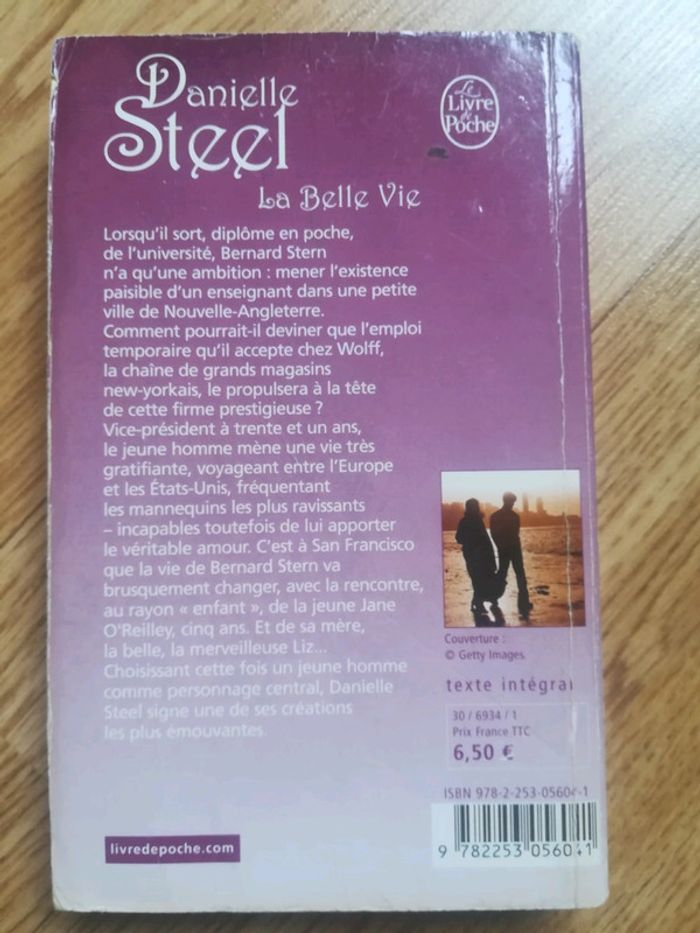 Danielle
Steel
Le
Livre
de
Poche
La Belle Vie
Lorsqu'il sort, diplôme en poche,
de l'université, Bernard Stern
n'a qu'une ambition : mener l'existence
paisible d'un enseignant dans une petite
ville de Nouvelle-Angleterre.
Comment pourrait-il deviner que l'emploi
temporaire qu'il accepte chez Wolff,
la chaîne de grands magasins
new-yorkais, le propulsera à la tête
de cette firme prestigieuse ?
Vice-président à trente et un ans,
le jeune homme mène une vie très
gratifiante, voyageant entre l'Europe
et les États-Unis, fréquentant
les mannequins les plus ravissants
– incapables toutefois de lui apporter
le véritable amour. C'est à San Francisco
que la vie de Bernard Stern va
brusquement changer, avec la rencontre,
au rayon « enfant », de la jeune Jane
O'Reilley, cinq ans. Et de sa mère,
la belle, la merveilleuse Liz...
Choisissant cette fois un jeune homme
comme personnage central, Danielle
Steel signe une de ses créations
les plus émouvantes.
Couverture :
© Getty Images.
texte intégral
30 / 6934 / 1
Prix France TTC
6,50 €
ISBN 978-2-253-05604-1
9 782253 056041
livredepoche.com